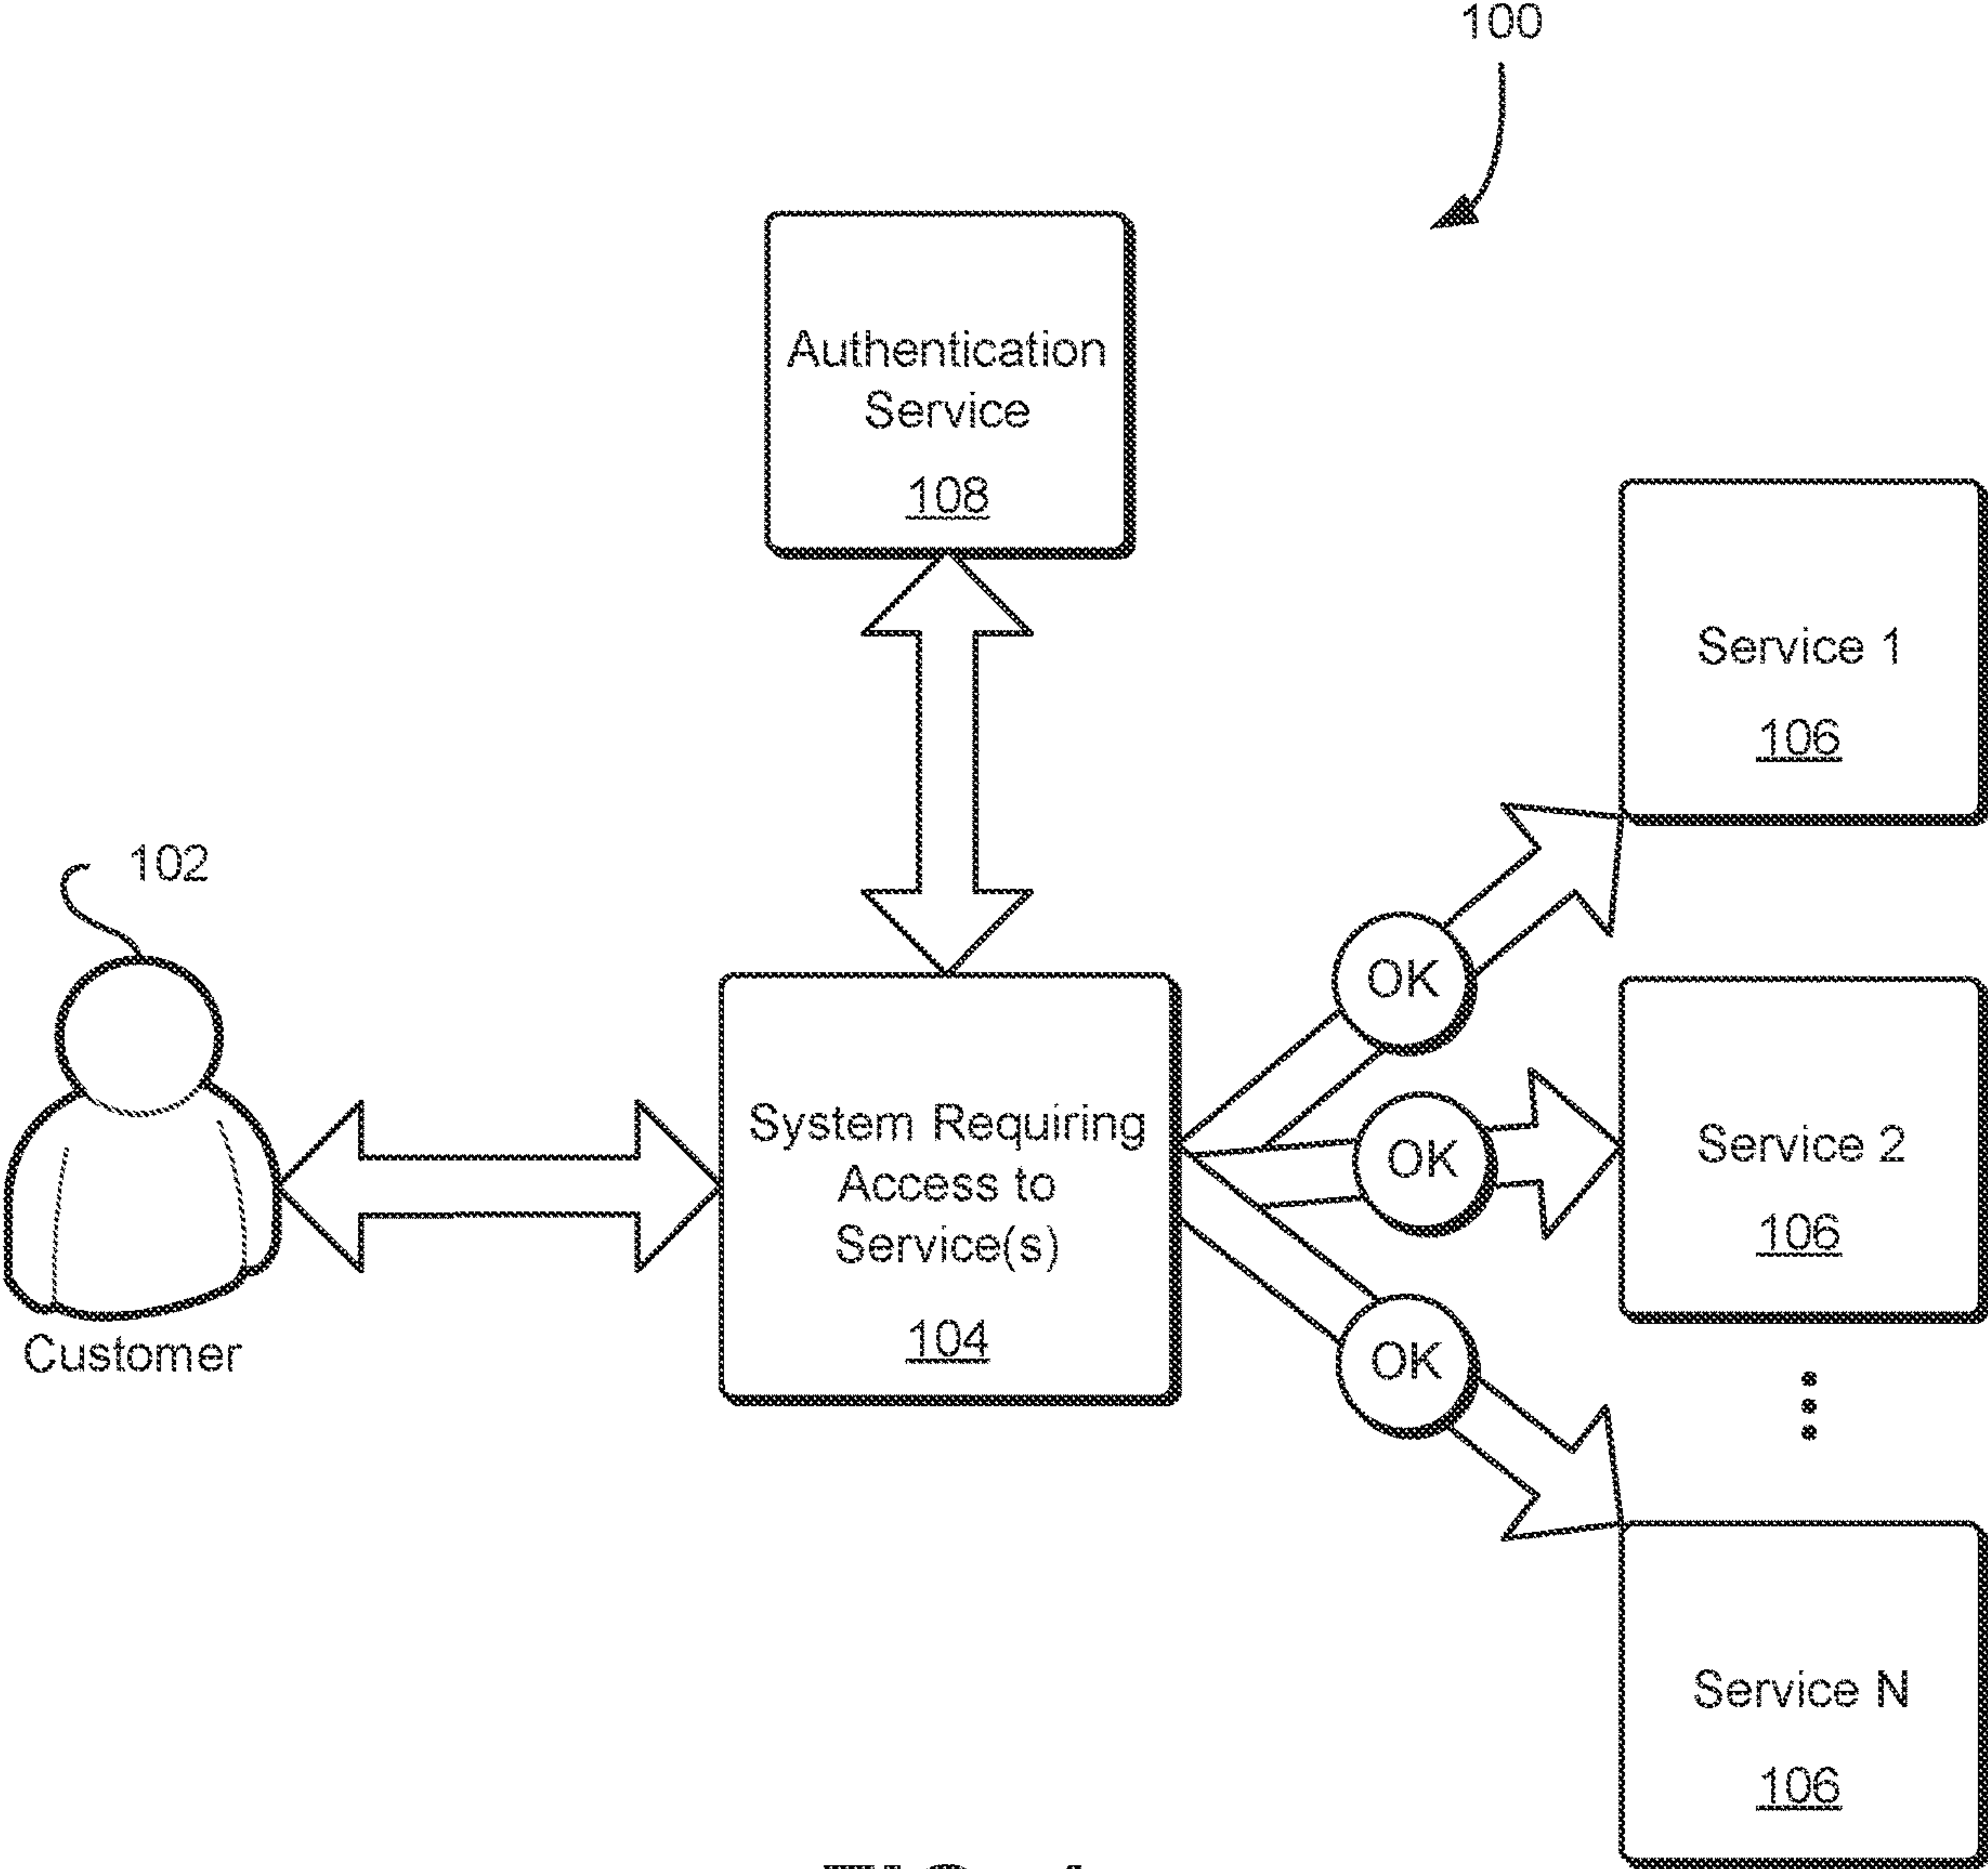 100
Authentication
Service
108
Service 1
106
102
OK
System Requiring
Access to
Service(s)
104
OK
Service 2
106
Customer
OK
Service N
106